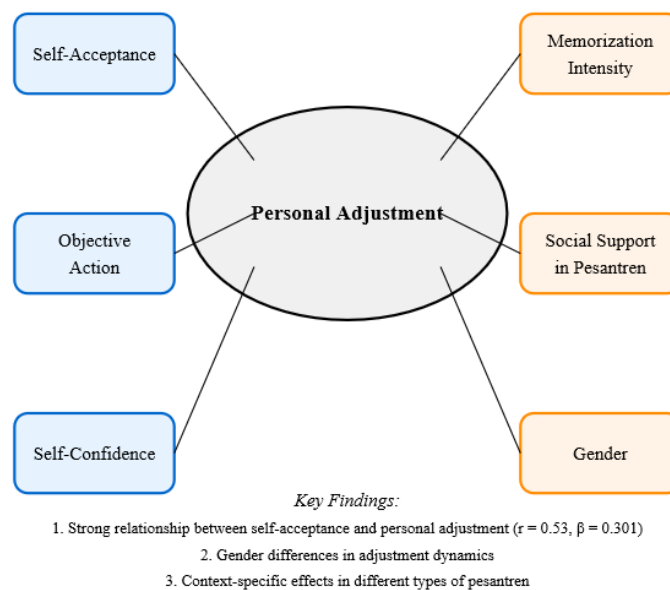 Self-Acceptance
Memorization
Intensity
Personal Adjustment
Objective
Action
Social Support
in Pesantren
Self-Confidence
Gender
Key Findings:
1. Strong relationship between self-acceptance and personal adjustment (r = 0.53, β = 0.301)
2. Gender differences in adjustment dynamics
3. Context-specific effects in different types of pesantren